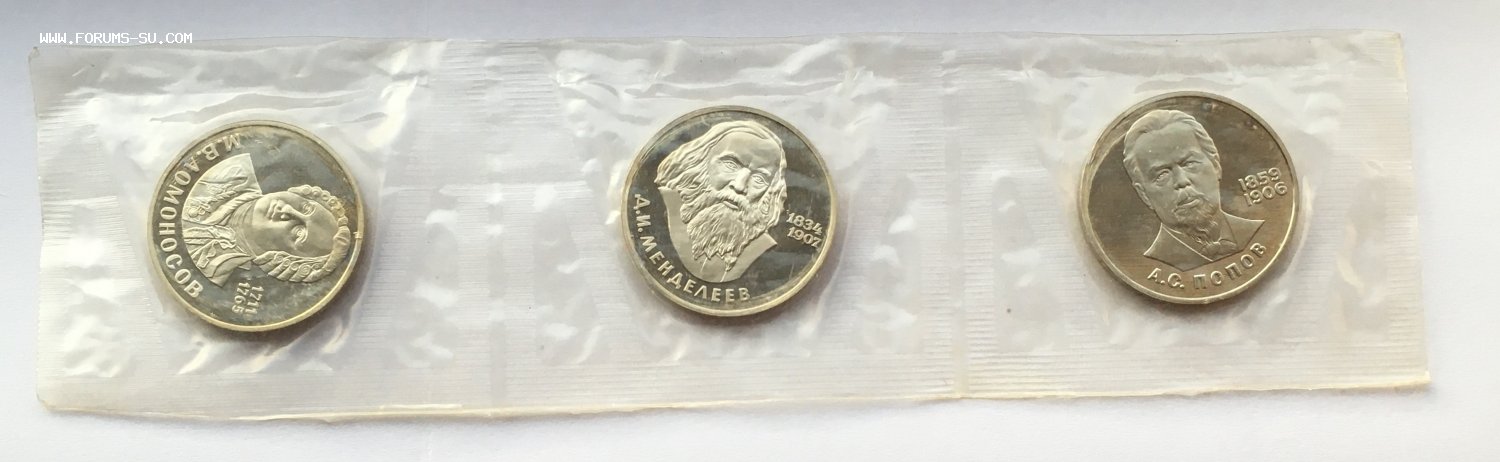 WWW.FORUMS-SU.COM
М.В.ЛОМОНОСОВ
1711
1765
Д.И.МЕНДЕЛЕЕВ
1834
1907
1859
1906
А.С. ПОПОВ